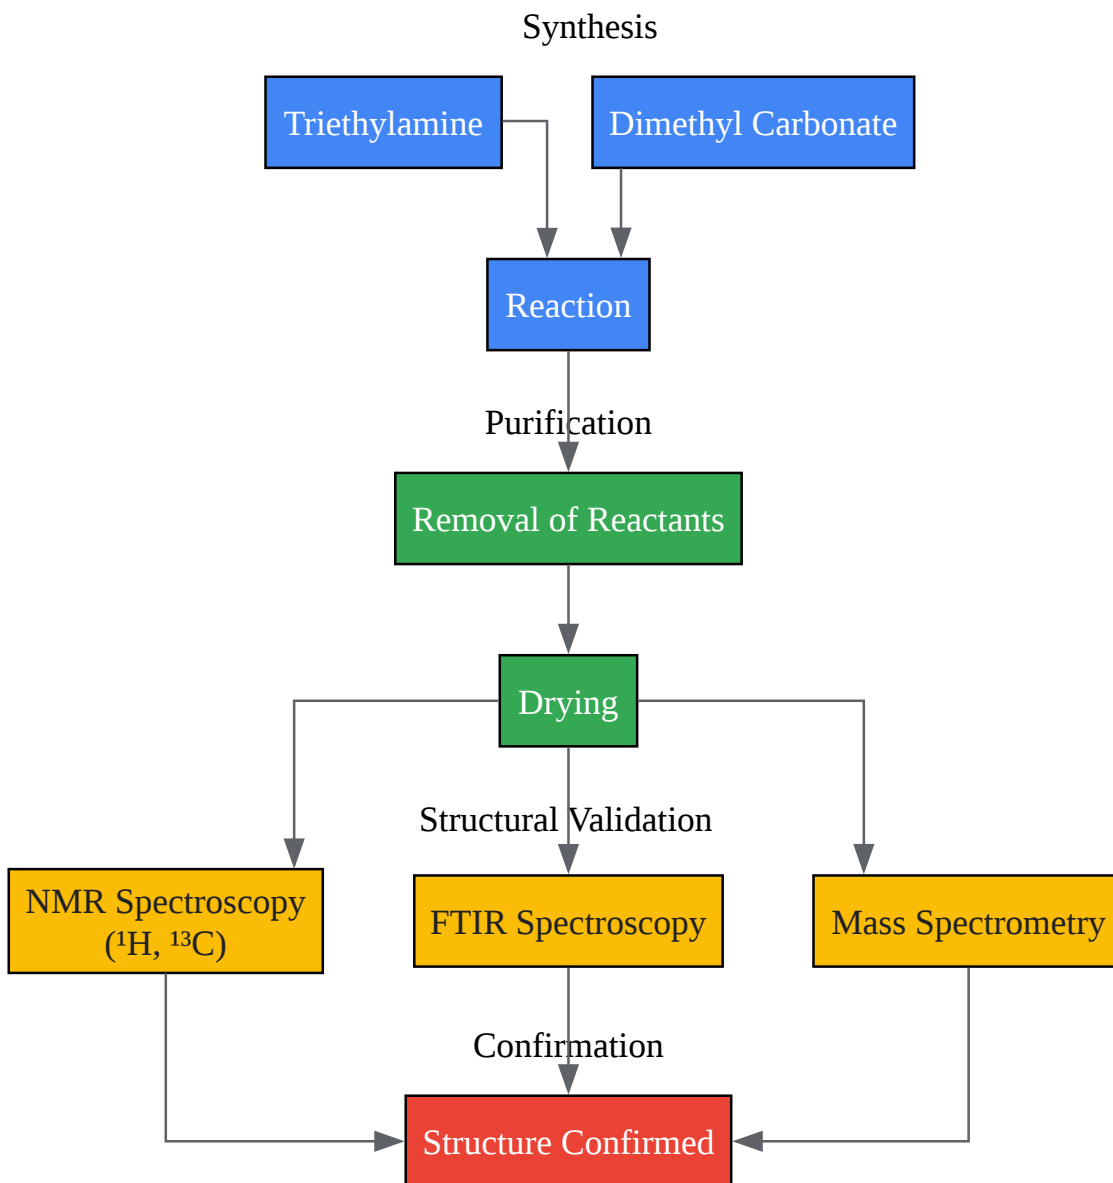 Synthesis
Triethylamine
Dimethyl Carbonate
Reaction
Purification
Removal of Reactants
Drying
Structural Validation
NMR Spectroscopy
(¹H, ¹³C)
FTIR Spectroscopy
Mass Spectrometry
Confirmation
Structure Confirmed